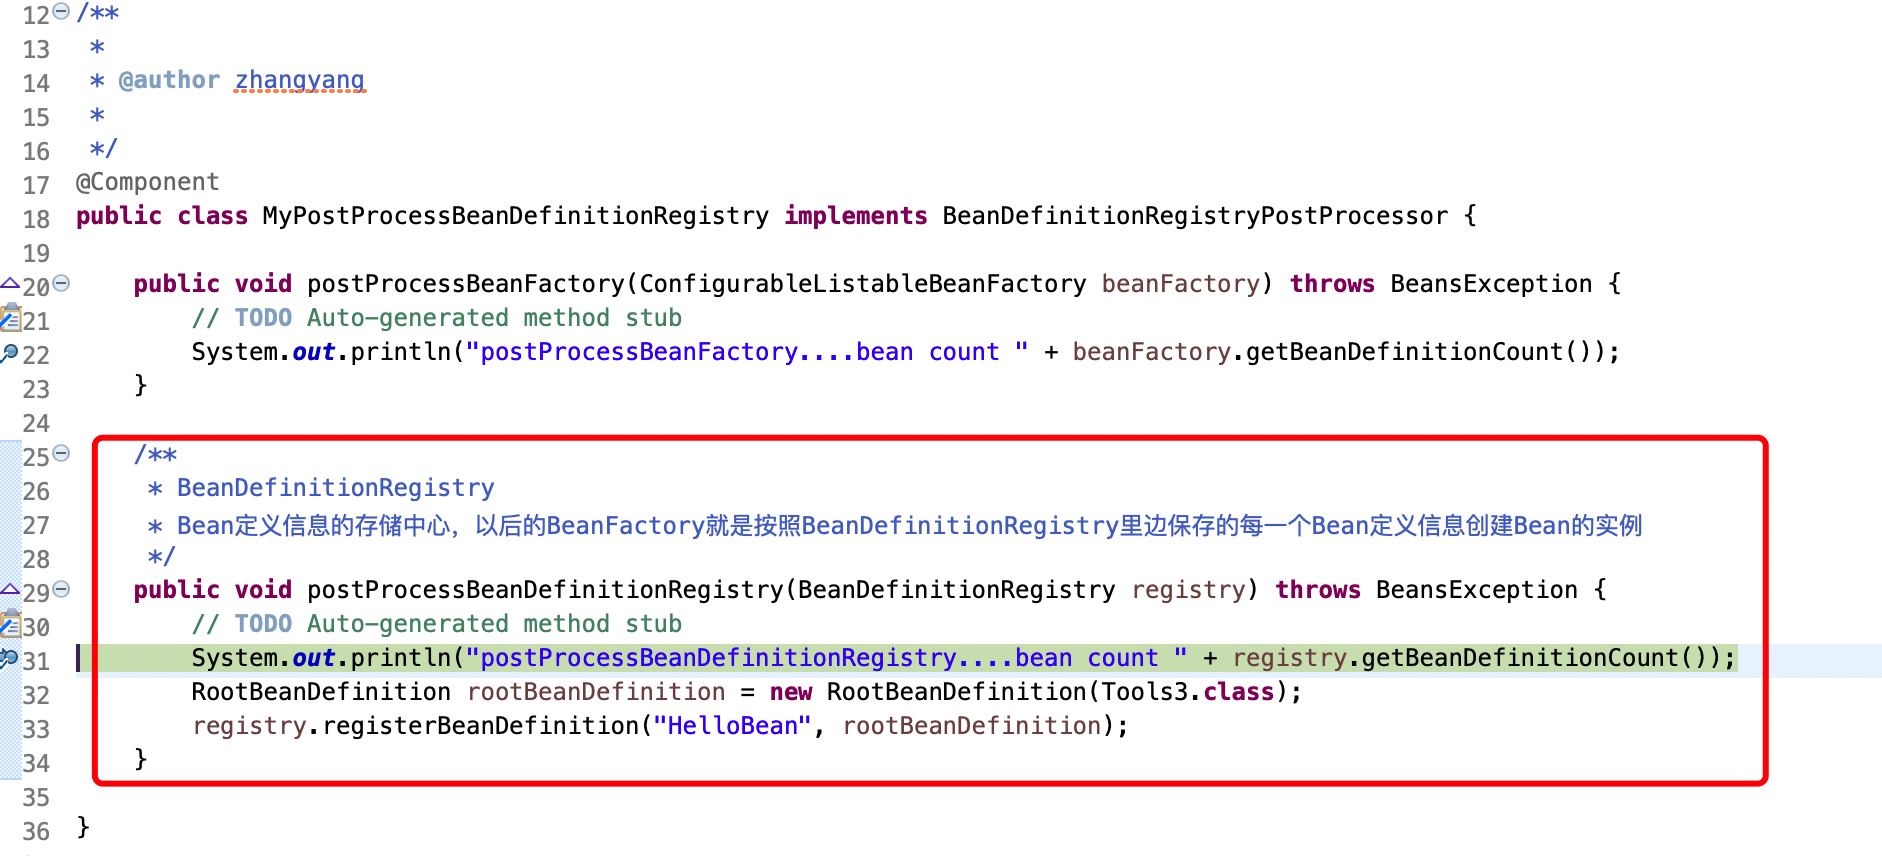 12 /**
13  *
14  * @author zhangyang
15  *
16  */
17 @Component
18 public class MyPostProcessBeanDefinitionRegistry implements BeanDefinitionRegistryPostProcessor {
19
20     public void postProcessBeanFactory(ConfigurableListableBeanFactory beanFactory) throws BeansException {
21         // TODO Auto-generated method stub
22         System.out.println("postProcessBeanFactory....bean count " + beanFactory.getBeanDefinitionCount());
23     }
24
25     /**
26      * BeanDefinitionRegistry
27      * Bean定义信息的存储中心，以后的BeanFactory就是按照BeanDefinitionRegistry里边保存的每一个Bean定义信息创建Bean的实例
28      */
29     public void postProcessBeanDefinitionRegistry(BeanDefinitionRegistry registry) throws BeansException {
30         // TODO Auto-generated method stub
31         System.out.println("postProcessBeanDefinitionRegistry....bean count " + registry.getBeanDefinitionCount());
32         RootBeanDefinition rootBeanDefinition = new RootBeanDefinition(Tools3.class);
33         registry.registerBeanDefinition("HelloBean", rootBeanDefinition);
34     }
35
36 }